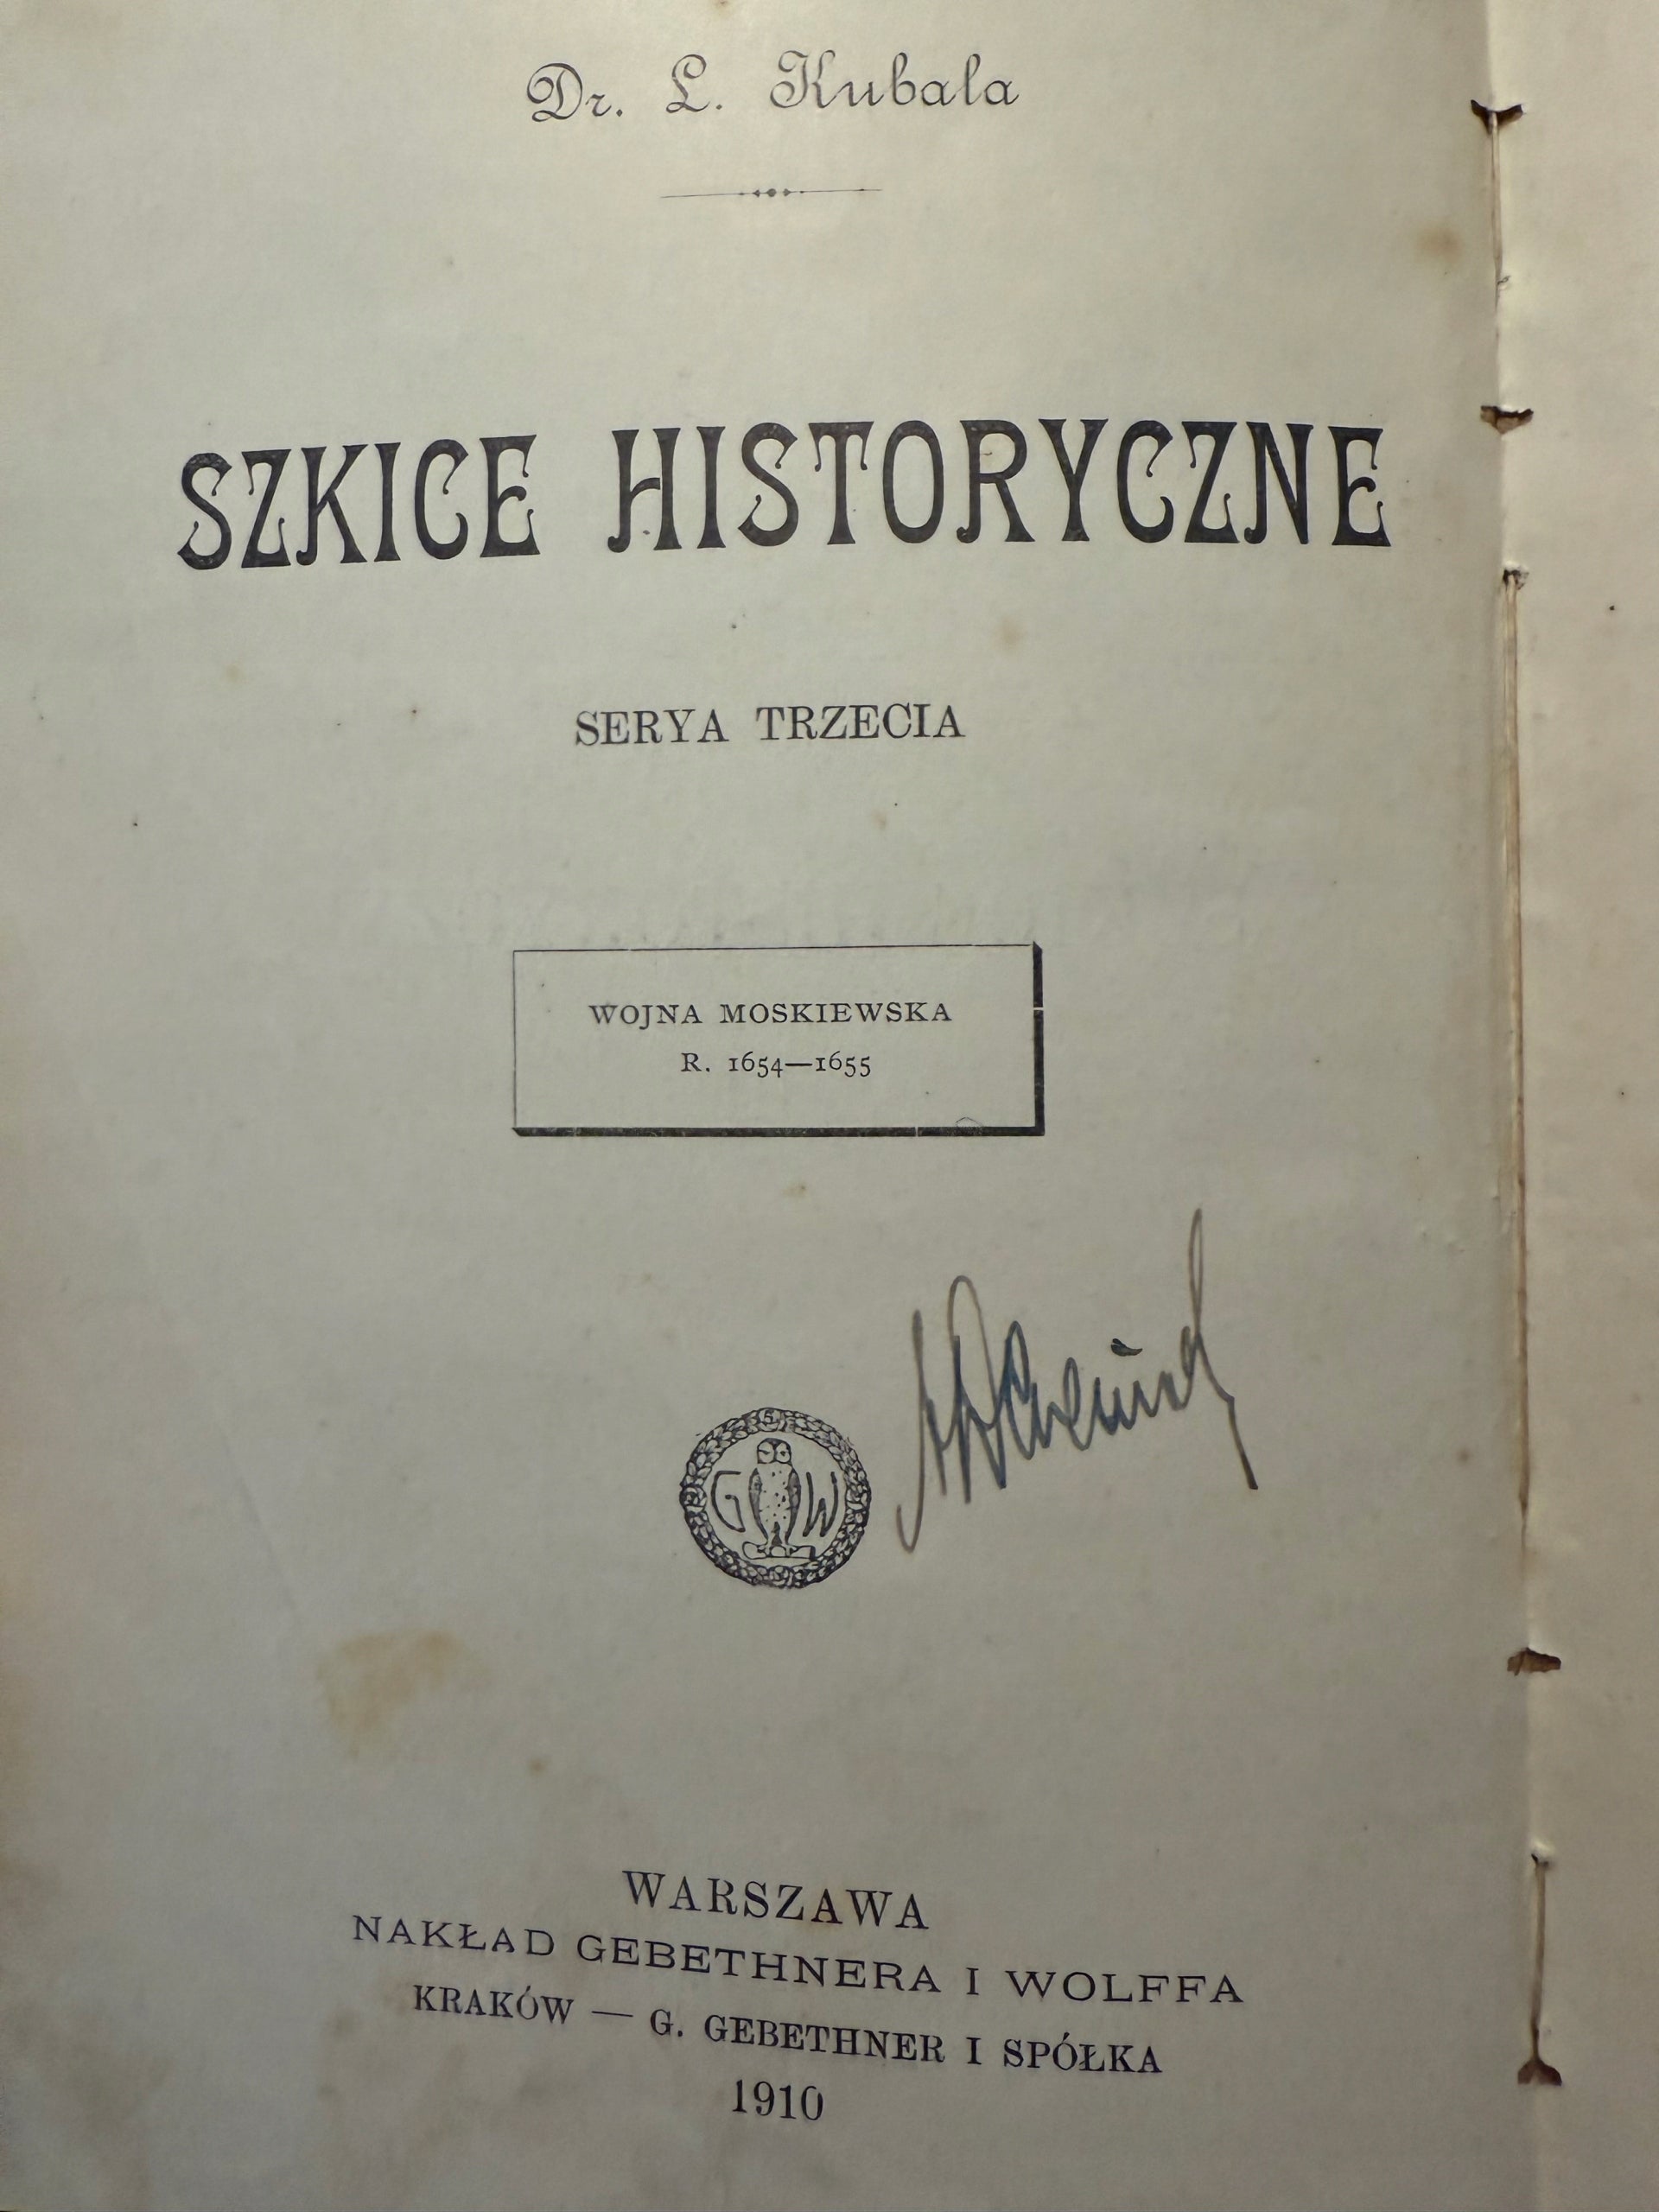 Dr. L. Kubala
SZKICE HISTORYCZNE
SERYA TRZECIA
WOJNA MOSKIEWSKA
R. 1654—1655
G W
WARSZAWA
NAKŁAD GEBETHNERA I WOLFFA
KRAKÓW — G. GEBETHNER I SPÓŁKA
1910